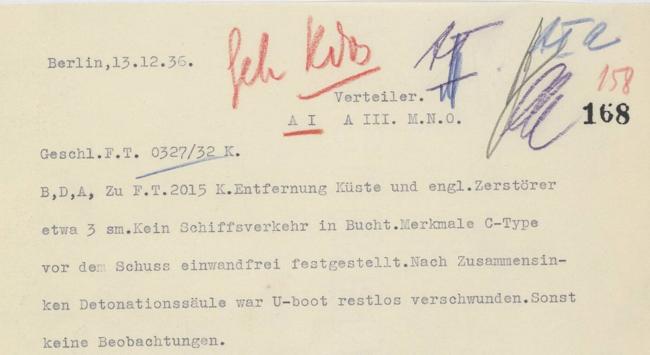 Berlin,13.12.36.
Geh Kdos
Verteiler.
158
168
A I A III. M.N.O.
Geschl.F.T. 0327/32 K.
B,D,A, Zu F.T.2015 K.Entfernung Küste und engl.Zerstörer
etwa 3 sm.Kein Schiffsverkehr in Bucht.Merkmale C-Type
vor dem Schuss einwandfrei festgestellt.Nach Zusammensin-
ken Detonationssäule war U-boot restlos verschwunden.Sonst
keine Beobachtungen.